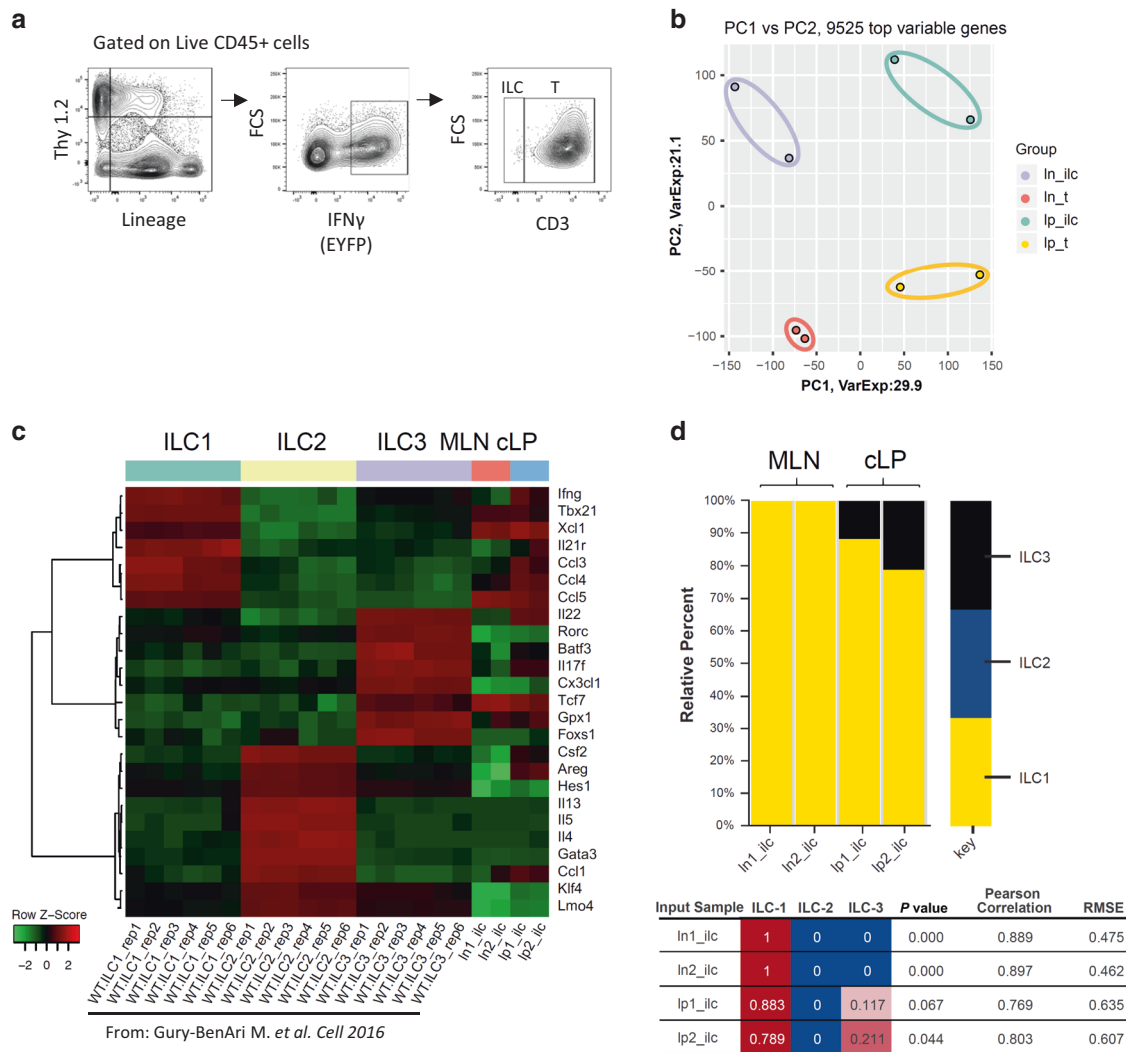 a
Gated on Live CD45+ cells
Thy 1.2
Lineage
FCS
IFNγ
(EYFP)
FCS
ILC T
CD3
b
PC1 vs PC2, 9525 top variable genes
PC2, VarExp:21.1
100
50
0
−50
−100
−150 −100 −50 0 50 100 150
PC1, VarExp:29.9
Group
ln_ilc
ln_t
lp_ilc
lp_t
c
ILC1 ILC2 ILC3 MLN cLP
Ifng
Tbx21
Xcl1
Il21r
Ccl3
Ccl4
Ccl5
Il22
Rorc
Batf3
Il17f
Cx3cl1
Tcf7
Gpx1
Foxs1
Csf2
Areg
Hes1
Il13
Il5
Il4
Gata3
Ccl1
Klf4
Lmo4
Row Z-Score
−2 0 2
WT.ILC1_rep1
WT.ILC1_rep2
WT.ILC1_rep3
WT.ILC1_rep4
WT.ILC1_rep5
WT.ILC1_rep6
WT.ILC2_rep1
WT.ILC2_rep2
WT.ILC2_rep3
WT.ILC2_rep4
WT.ILC2_rep5
WT.ILC2_rep6
WT.ILC3_rep1
WT.ILC3_rep2
WT.ILC3_rep3
WT.ILC3_rep4
WT.ILC3_rep5
WT.ILC3_rep6
ln1_ilc
ln2_ilc
lp1_ilc
lp2_ilc
From: Gury-BenAri M. et al. Cell 2016
d
MLN cLP
Relative Percent
100%
90%
80%
70%
60%
50%
40%
30%
20%
10%
0%
ln1_ilc
ln2_ilc
lp1_ilc
lp2_ilc
key
ILC3
ILC2
ILC1
Input Sample ILC-1 ILC-2 ILC-3 P value Pearson Correlation RMSE
ln1_ilc 1 0 0 0.000 0.889 0.475
ln2_ilc 1 0 0 0.000 0.897 0.462
lp1_ilc 0.883 0 0.117 0.067 0.769 0.635
lp2_ilc 0.789 0 0.211 0.044 0.803 0.607